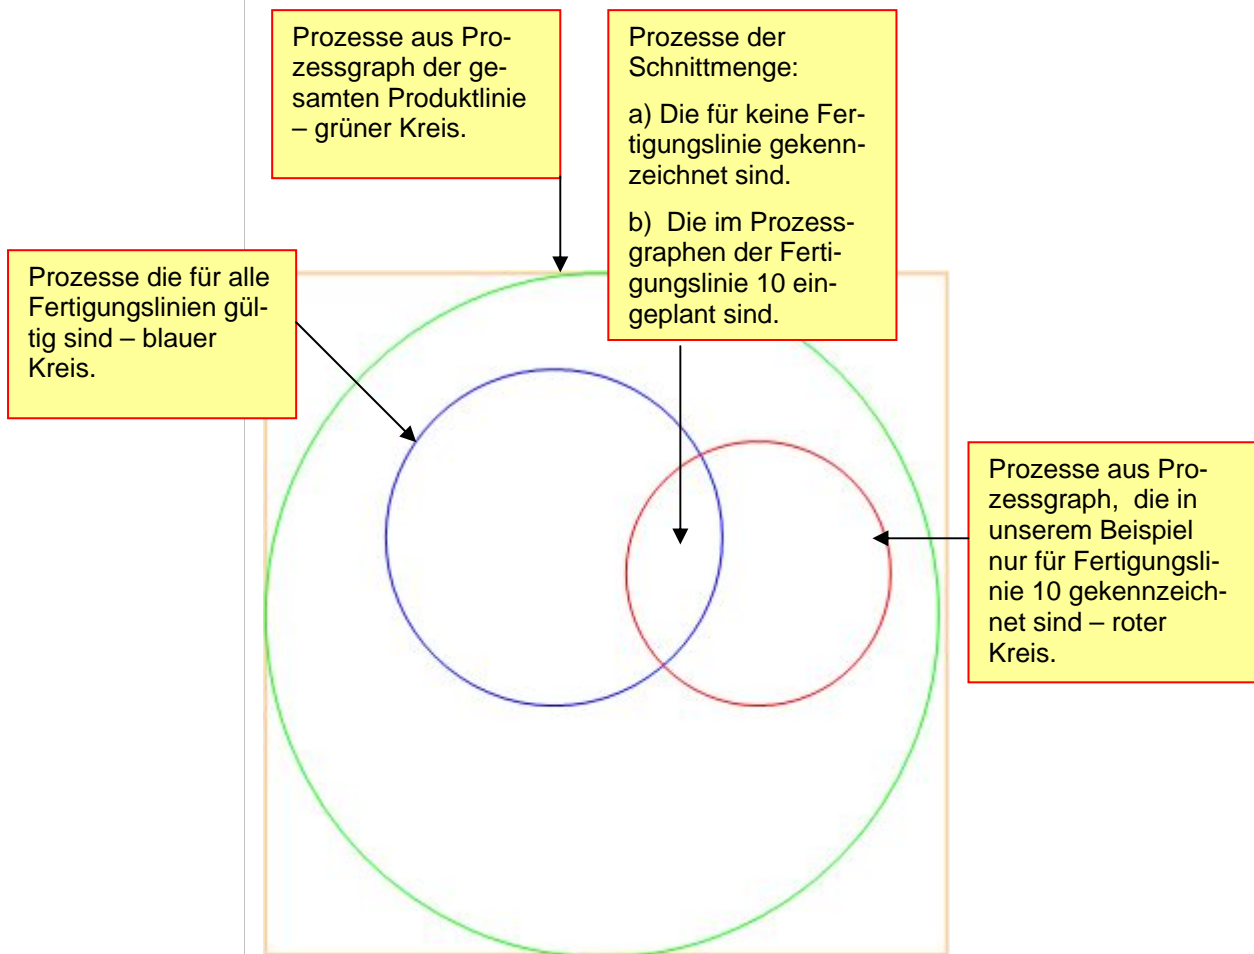 Prozesse aus Pro-
zessgraph der ge-
samten Produktlinie
– grüner Kreis.
Prozesse der
Schnittmenge:
a) Die für keine Fer-
tigungslinie gekenn-
zeichnet sind.
b)  Die im Prozess-
graphen der Ferti-
gungslinie 10 ein-
geplant sind.
Prozesse die für alle
Fertigungslinien gül-
tig sind – blauer
Kreis.
Prozesse aus Pro-
zessgraph,  die in
unserem Beispiel
nur für Fertigungsli-
nie 10 gekennzeich-
net sind – roter
Kreis.